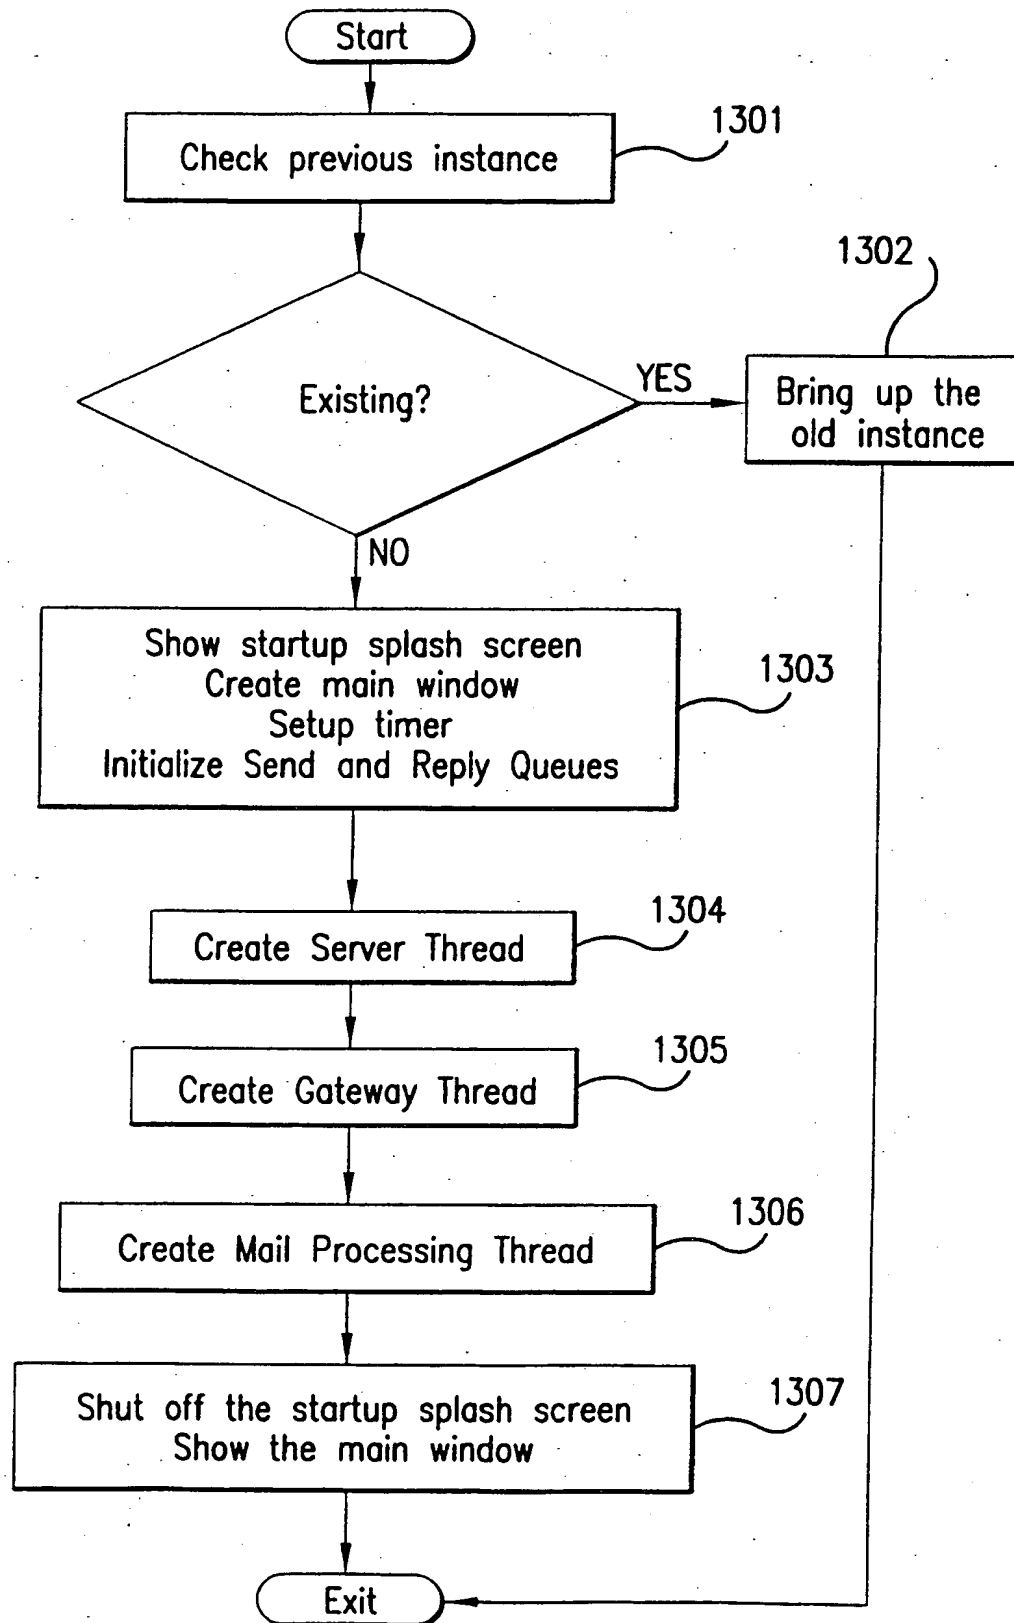 Start
1301
Check previous instance
1302
Existing?
YES
Bring up the
old instance
NO
Show startup splash screen
Create main window
Setup timer
Initialize Send and Reply Queues
1303
1304
Create Server Thread
1305
Create Gateway Thread
1306
Create Mail Processing Thread
1307
Shut off the startup splash screen
Show the main window
Exit